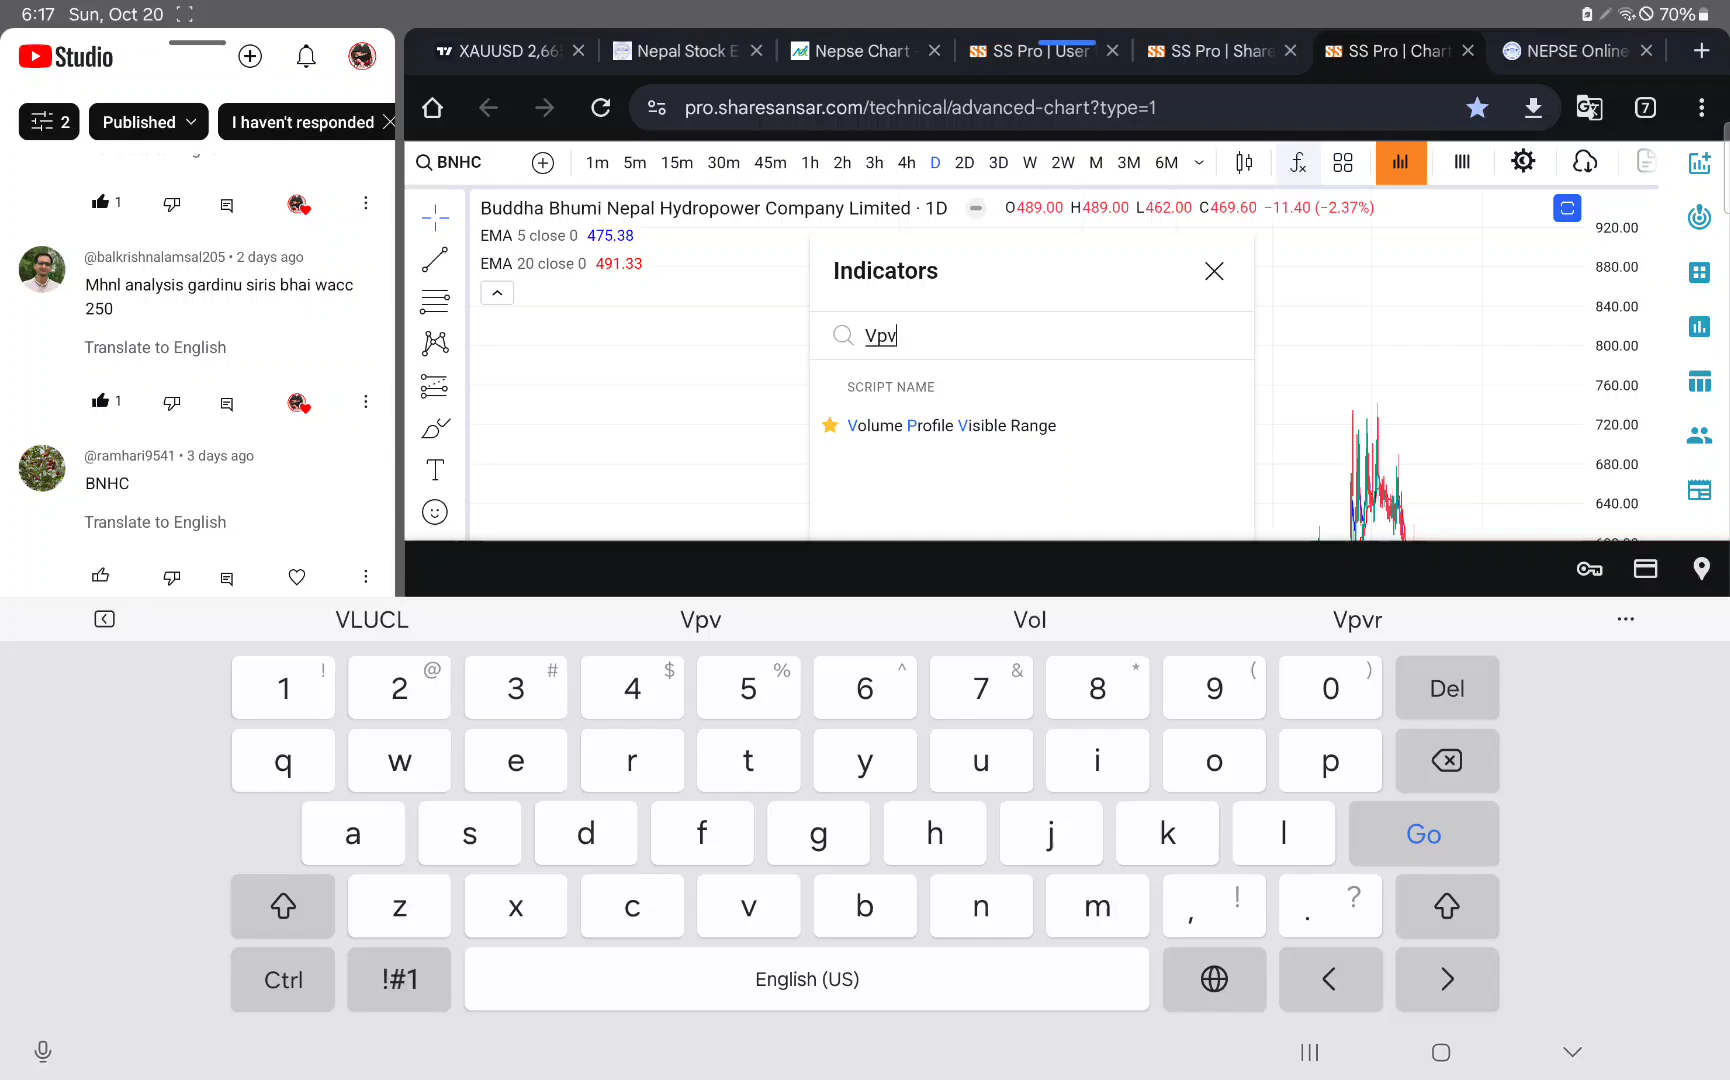 6:17 Sun, Oct 20
70%
Studio
2
Published
I haven't responded
1
@balkrishnalamsal205 • 2 days ago
Mhnl analysis gardinu siris bhai wacc
250
Translate to English
1
@ramhari9541 • 3 days ago
BNHC
Translate to English
XAUUSD 2,66
Nepal Stock E
Nepse Chart -
SS Pro | User
SS Pro | Share
SS Pro | Chart
NEPSE Online
pro.sharesansar.com/technical/advanced-chart?type=1
7
BNHC
1m 5m 15m 30m 45m 1h 2h 3h 4h D 2D 3D W 2W M 3M 6M
Buddha Bhumi Nepal Hydropower Company Limited · 1D
O489.00 H489.00 L462.00 C469.60 −11.40 (−2.37%)
EMA 5 close 0 475.38
EMA 20 close 0 491.33
Indicators
Vpv
SCRIPT NAME
Volume Profile Visible Range
920.00
880.00
840.00
800.00
760.00
720.00
680.00
640.00
VLUCL Vpv Vol Vpvr
1 ! 2 @ 3 # 4 $ 5 % 6 ^ 7 & 8 * 9 ( 0 ) Del
q w e r t y u i o p
a s d f g h j k l Go
z x c v b n m , ! . ?
Ctrl !#1 English (US)